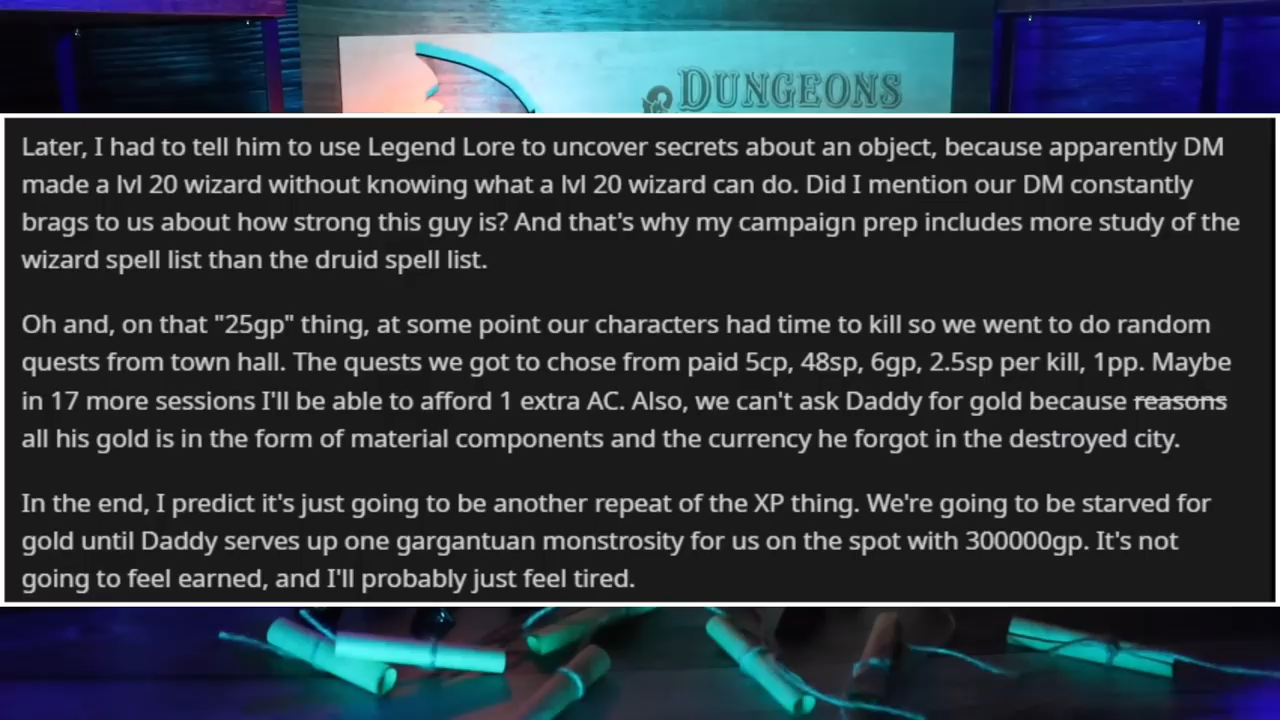 DUNGEONS
Later, I had to tell him to use Legend Lore to uncover secrets about an object, because apparently DM
made a lvl 20 wizard without knowing what a lvl 20 wizard can do. Did I mention our DM constantly
brags to us about how strong this guy is? And that's why my campaign prep includes more study of the
wizard spell list than the druid spell list.
Oh and, on that "25gp" thing, at some point our characters had time to kill so we went to do random
quests from town hall. The quests we got to chose from paid 5cp, 48sp, 6gp, 2.5sp per kill, 1pp. Maybe
in 17 more sessions I'll be able to afford 1 extra AC. Also, we can't ask Daddy for gold because reasons
all his gold is in the form of material components and the currency he forgot in the destroyed city.
In the end, I predict it's just going to be another repeat of the XP thing. We're going to be starved for
gold until Daddy serves up one gargantuan monstrosity for us on the spot with 300000gp. It's not
going to feel earned, and I'll probably just feel tired.